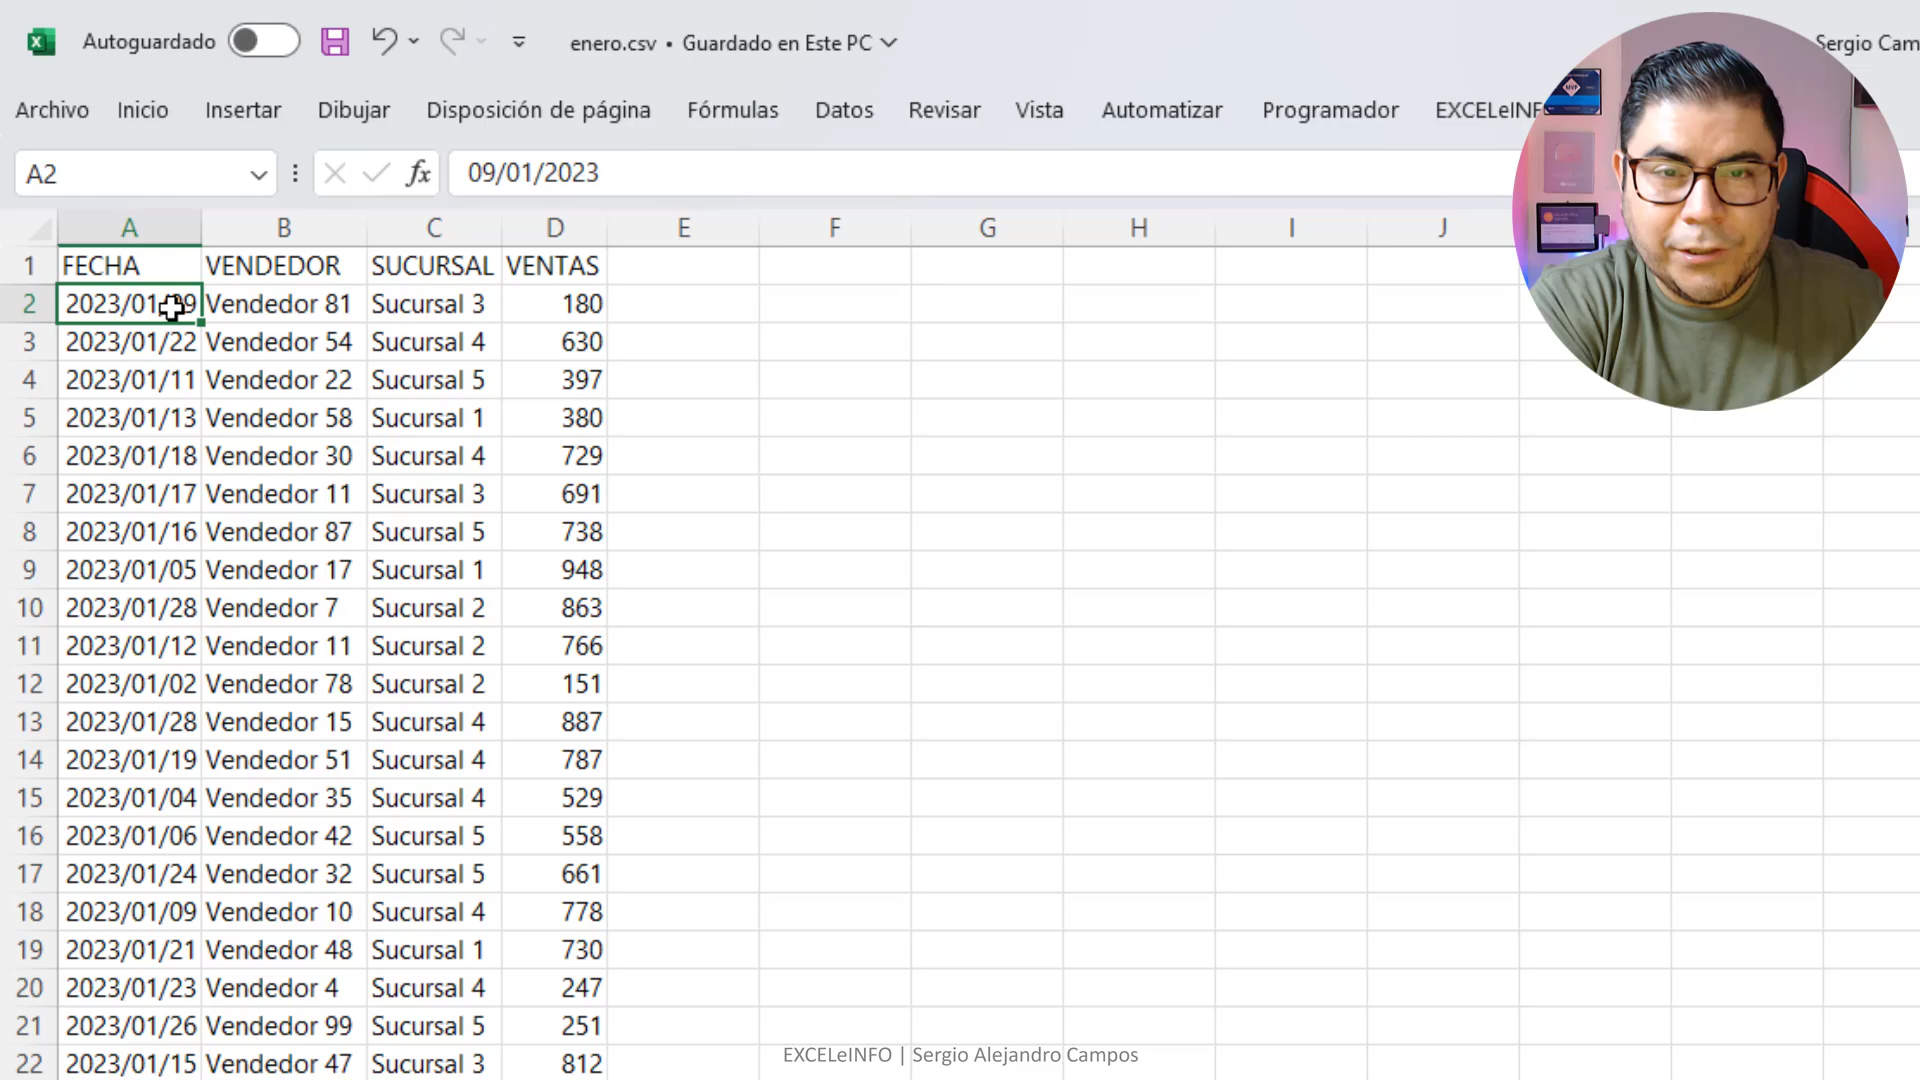 Autoguardado enero.csv • Guardado en Este PC Sergio Cam
Archivo Inicio Insertar Dibujar Disposición de página Fórmulas Datos Revisar Vista Automatizar Programador EXCELeINF
A2 fx 09/01/2023
A B C D E F G H I J
1 FECHA VENDEDOR SUCURSAL VENTAS
2 2023/01/09 Vendedor 81 Sucursal 3 180
3 2023/01/22 Vendedor 54 Sucursal 4 630
4 2023/01/11 Vendedor 22 Sucursal 5 397
5 2023/01/13 Vendedor 58 Sucursal 1 380
6 2023/01/18 Vendedor 30 Sucursal 4 729
7 2023/01/17 Vendedor 11 Sucursal 3 691
8 2023/01/16 Vendedor 87 Sucursal 5 738
9 2023/01/05 Vendedor 17 Sucursal 1 948
10 2023/01/28 Vendedor 7 Sucursal 2 863
11 2023/01/12 Vendedor 11 Sucursal 2 766
12 2023/01/02 Vendedor 78 Sucursal 2 151
13 2023/01/28 Vendedor 15 Sucursal 4 887
14 2023/01/19 Vendedor 51 Sucursal 4 787
15 2023/01/04 Vendedor 35 Sucursal 4 529
16 2023/01/06 Vendedor 42 Sucursal 5 558
17 2023/01/24 Vendedor 32 Sucursal 5 661
18 2023/01/09 Vendedor 10 Sucursal 4 778
19 2023/01/21 Vendedor 48 Sucursal 1 730
20 2023/01/23 Vendedor 4 Sucursal 4 247
21 2023/01/26 Vendedor 99 Sucursal 5 251
22 2023/01/15 Vendedor 47 Sucursal 3 812
EXCELeINFO | Sergio Alejandro Campos
MVP